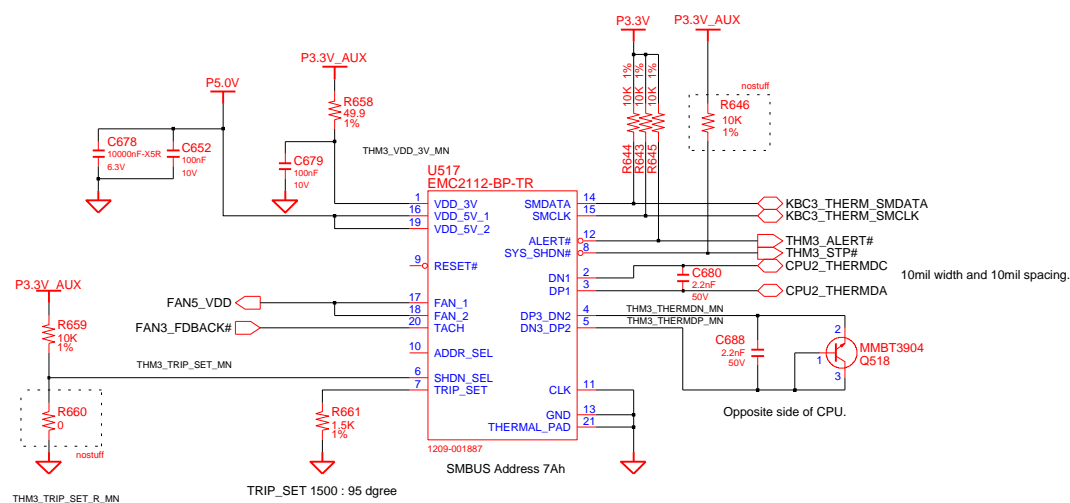 P3.3V
P3.3V_AUX
P3.3V_AUX
P5.0V
nostuff
R646
10K
1%
10K 1%
10K 1%
10K 1%
R644
R643
R645
R658
49.9
1%
C678
10000nF-X5R
6.3V
C652
100nF
10V
THM3_VDD_3V_MN
C679
100nF
10V
U517
EMC2112-BP-TR
1 VDD_3V
16 VDD_5V_1
19 VDD_5V_2
9 RESET#
17 FAN_1
18 FAN_2
20 TACH
10 ADDR_SEL
6 SHDN_SEL
7 TRIP_SET
SMDATA 14
SMCLK 15
ALERT# 12
SYS_SHDN# 8
DN1 2
DP1 3
DP3_DN2 4
DN3_DP2 5
CLK 11
GND 13
THERMAL_PAD 21
1209-001887
KBC3_THERM_SMDATA
KBC3_THERM_SMCLK
THM3_ALERT#
THM3_STP#
CPU2_THERMDC
C680
2.2nF
50V
10mil width and 10mil spacing.
CPU2_THERMDA
THM3_THERMDN_MN
THM3_THERMDP_MN
C688
2.2nF
50V
2
1
3
MMBT3904
Q518
Opposite side of CPU.
P3.3V_AUX
FAN5_VDD
FAN3_FDBACK#
R659
10K
1%
THM3_TRIP_SET_MN
R660
0
nostuff
R661
1.5K
1%
SMBUS Address 7Ah
TRIP_SET 1500 : 95 dgree
THM3_TRIP_SET_R_MN